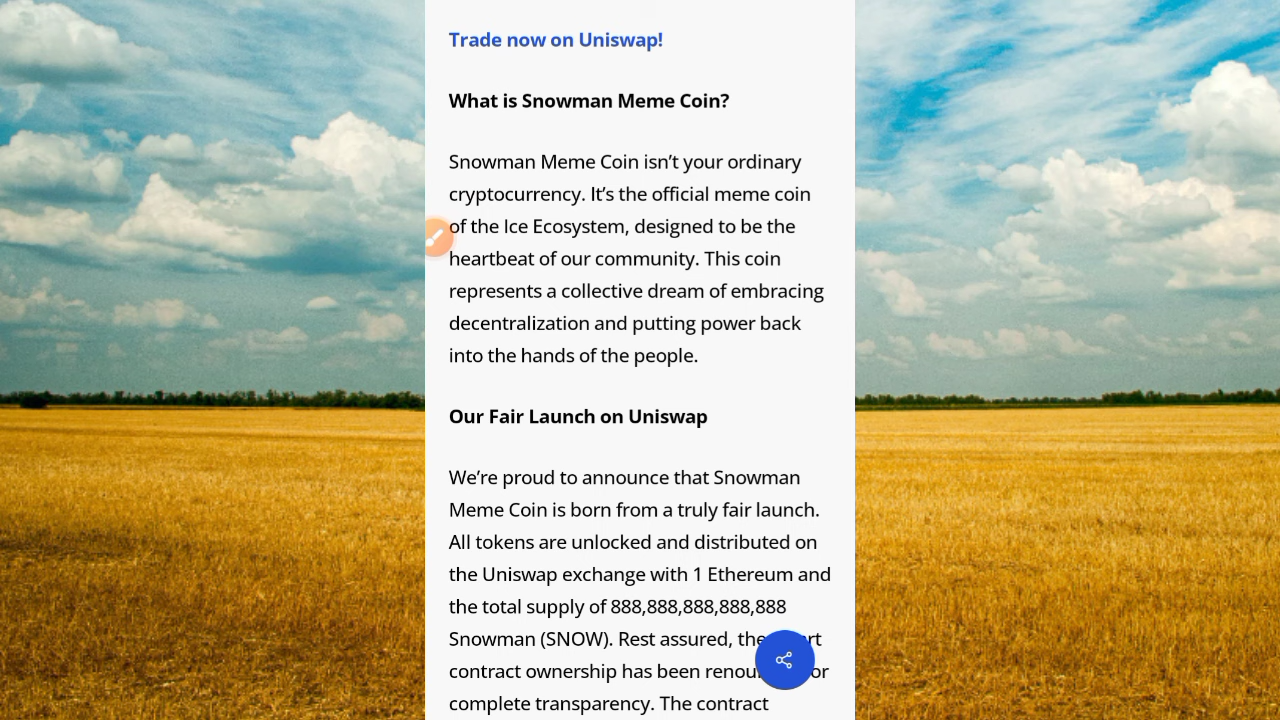 Trade now on Uniswap!
What is Snowman Meme Coin?
Snowman Meme Coin isn’t your ordinary
cryptocurrency. It’s the official meme coin
of the Ice Ecosystem, designed to be the
heartbeat of our community. This coin
represents a collective dream of embracing
decentralization and putting power back
into the hands of the people.
Our Fair Launch on Uniswap
We’re proud to announce that Snowman
Meme Coin is born from a truly fair launch.
All tokens are unlocked and distributed on
the Uniswap exchange with 1 Ethereum and
the total supply of 888,888,888,888,888
Snowman (SNOW). Rest assured, the
contract ownership has been
complete transparency. The contract